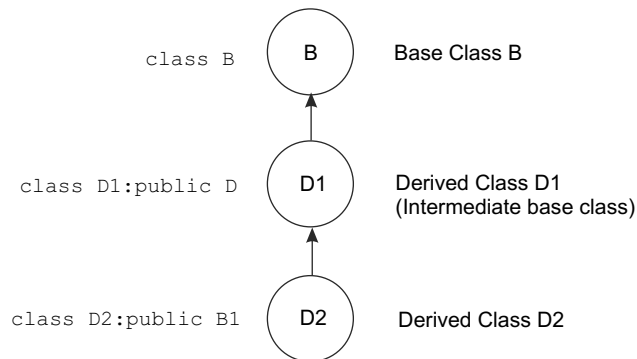 class B
B
Base Class B
class D1:public D
D1
Derived Class D1
(Intermediate base class)
class D2:public B1
D2
Derived Class D2